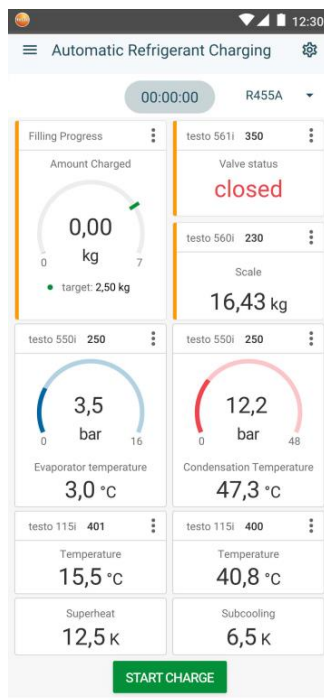 12:30
Automatic Refrigerant Charging
00:00:00 R455A
Filling Progress
Amount Charged
0,00
kg
0 7
target: 2,50 kg
testo 561i 350
Valve status
closed
testo 560i 230
Scale
16,43 kg
testo 550i 250
3,5
bar
0 16
Evaporator temperature
3,0 °C
testo 550i 250
12,2
bar
0 48
Condensation Temperature
47,3 °C
testo 115i 401
Temperature
15,5 °C
testo 115i 400
Temperature
40,8 °C
Superheat
12,5 K
Subcooling
6,5 K
START CHARGE